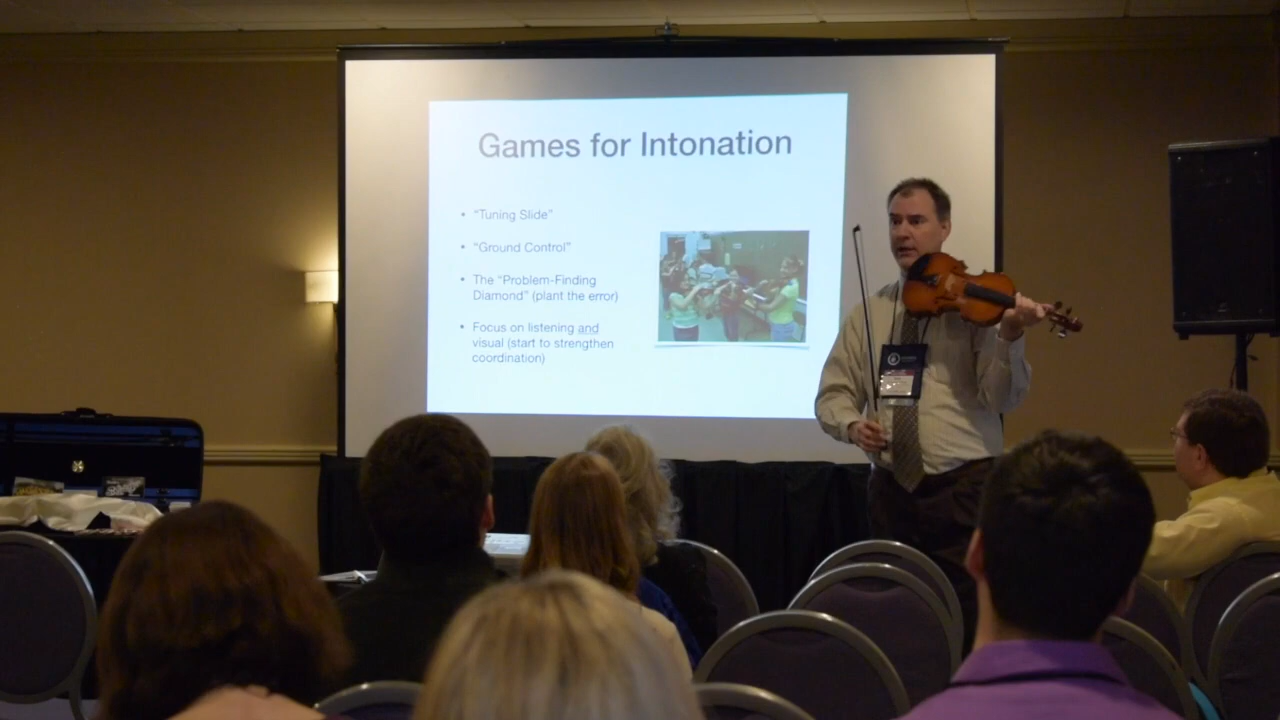 Games for Intonation
• "Tuning Slide"
• "Ground Control"
• The "Problem-Finding
Diamond" (plant the error)
• Focus on listening and
visual (start to strengthen
coordination)